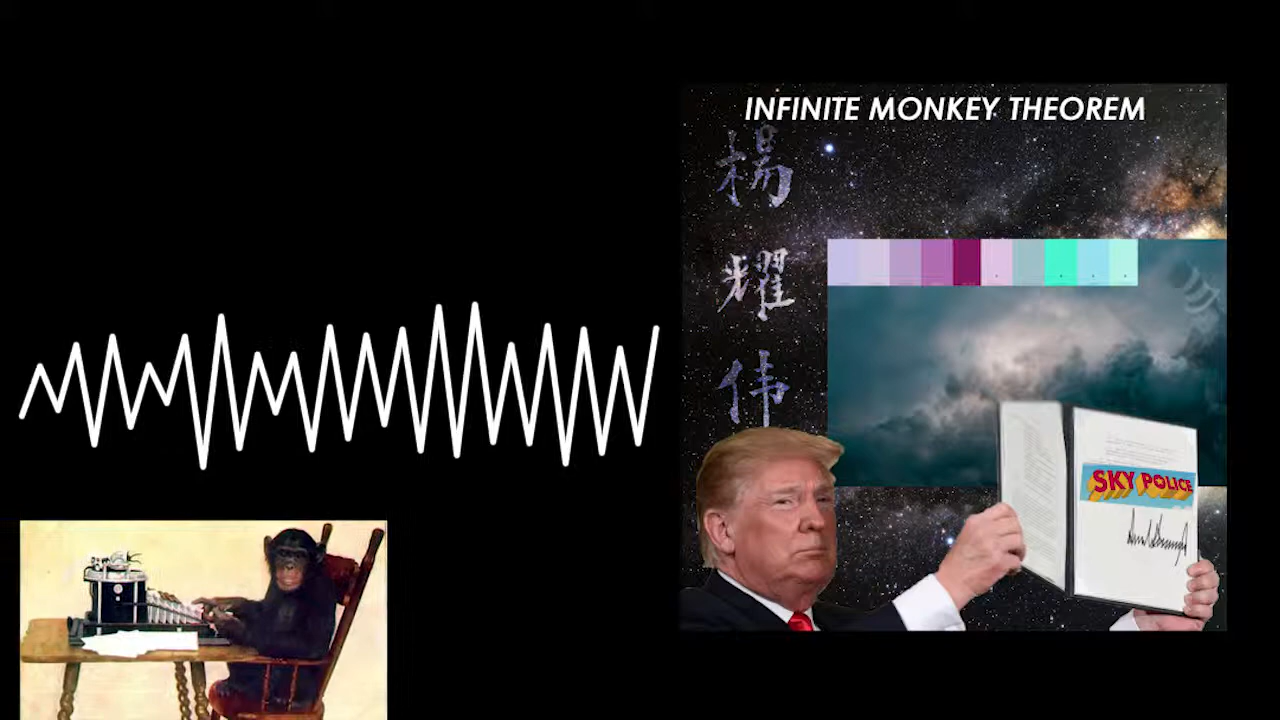 INFINITE MONKEY THEOREM
楊
耀
伟
SKY POLICE